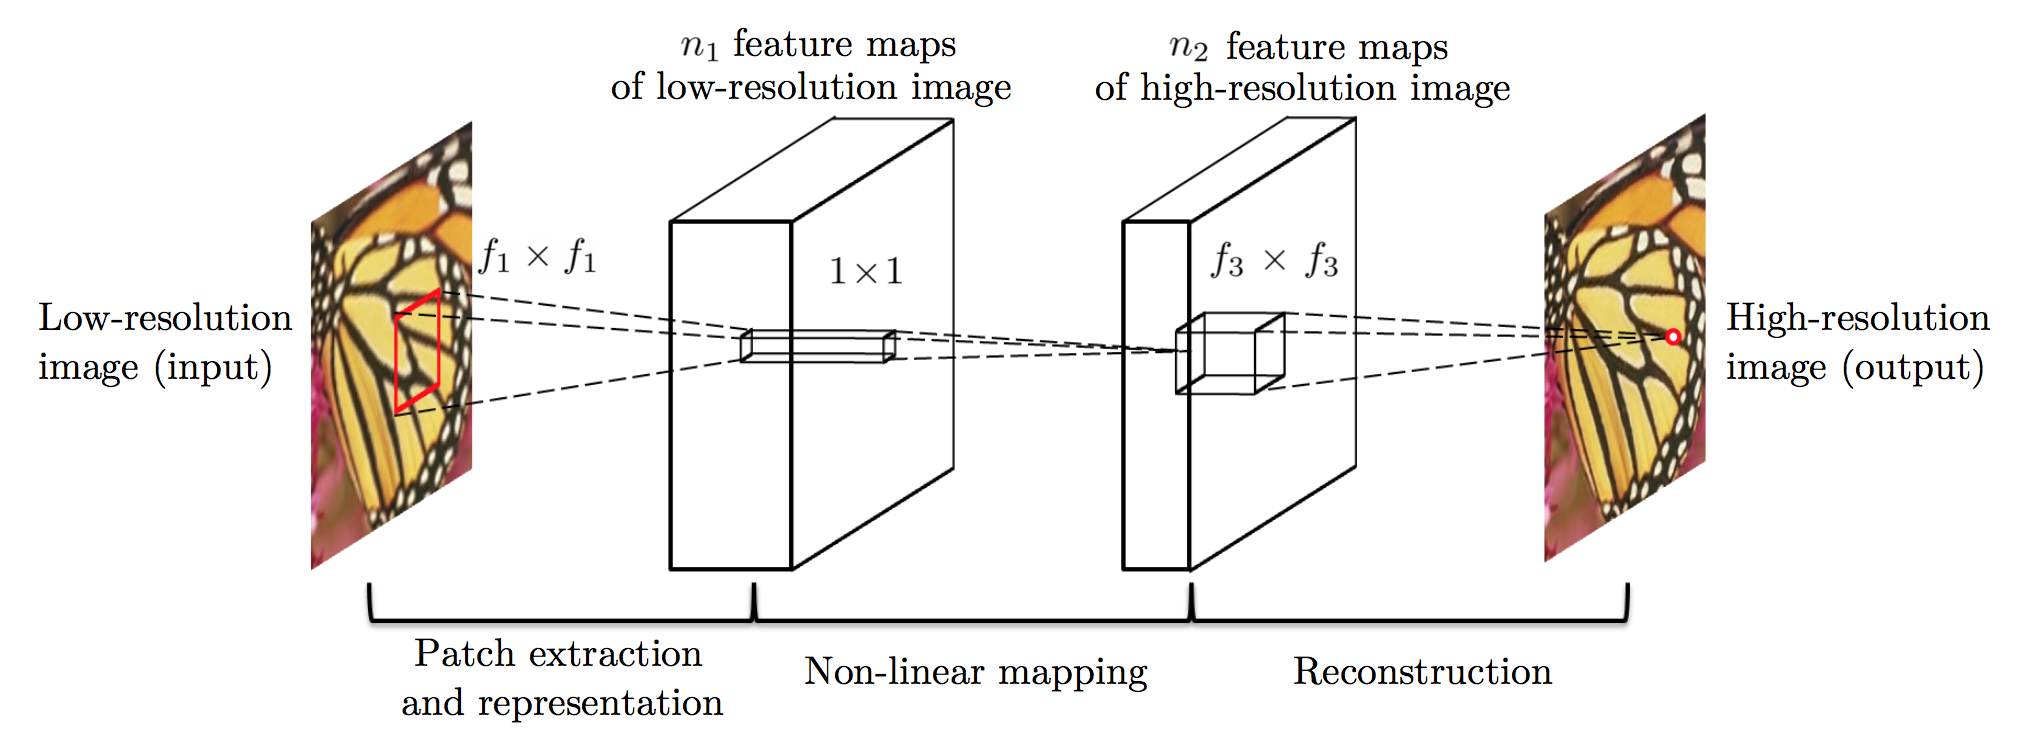 n₁ feature maps
of low-resolution image
n₂ feature maps
of high-resolution image
f₁ × f₁
1×1
f₃ × f₃
Low-resolution
image (input)
High-resolution
image (output)
Patch extraction
and representation
Non-linear mapping
Reconstruction